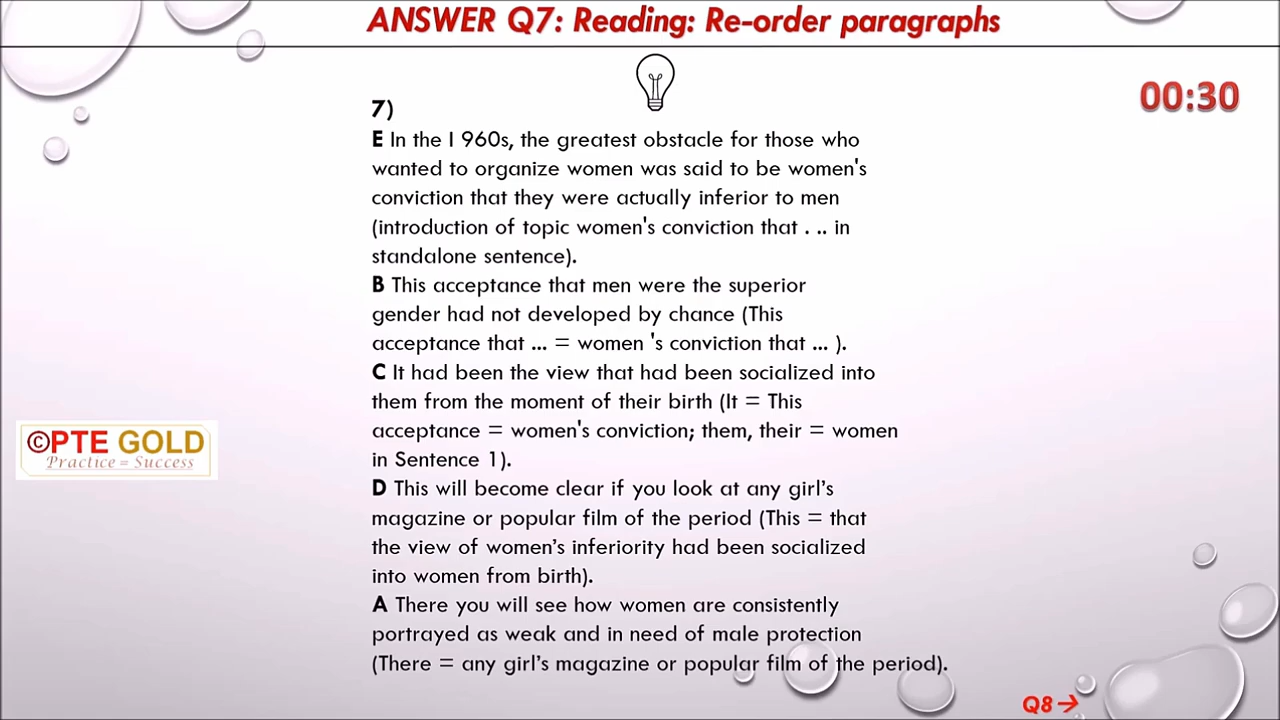 ANSWER Q7: Reading: Re-order paragraphs
00:30
7)
E In the I 960s, the greatest obstacle for those who
wanted to organize women was said to be women's
conviction that they were actually inferior to men
(introduction of topic women's conviction that . .. in
standalone sentence).
B This acceptance that men were the superior
gender had not developed by chance (This
acceptance that ... = women 's conviction that ... ).
C It had been the view that had been socialized into
them from the moment of their birth (It = This
acceptance = women's conviction; them, their = women
in Sentence 1).
D This will become clear if you look at any girl’s
magazine or popular film of the period (This = that
the view of women’s inferiority had been socialized
into women from birth).
A There you will see how women are consistently
portrayed as weak and in need of male protection
(There = any girl’s magazine or popular film of the period).
©PTE GOLD
Practice = Success
Q8→